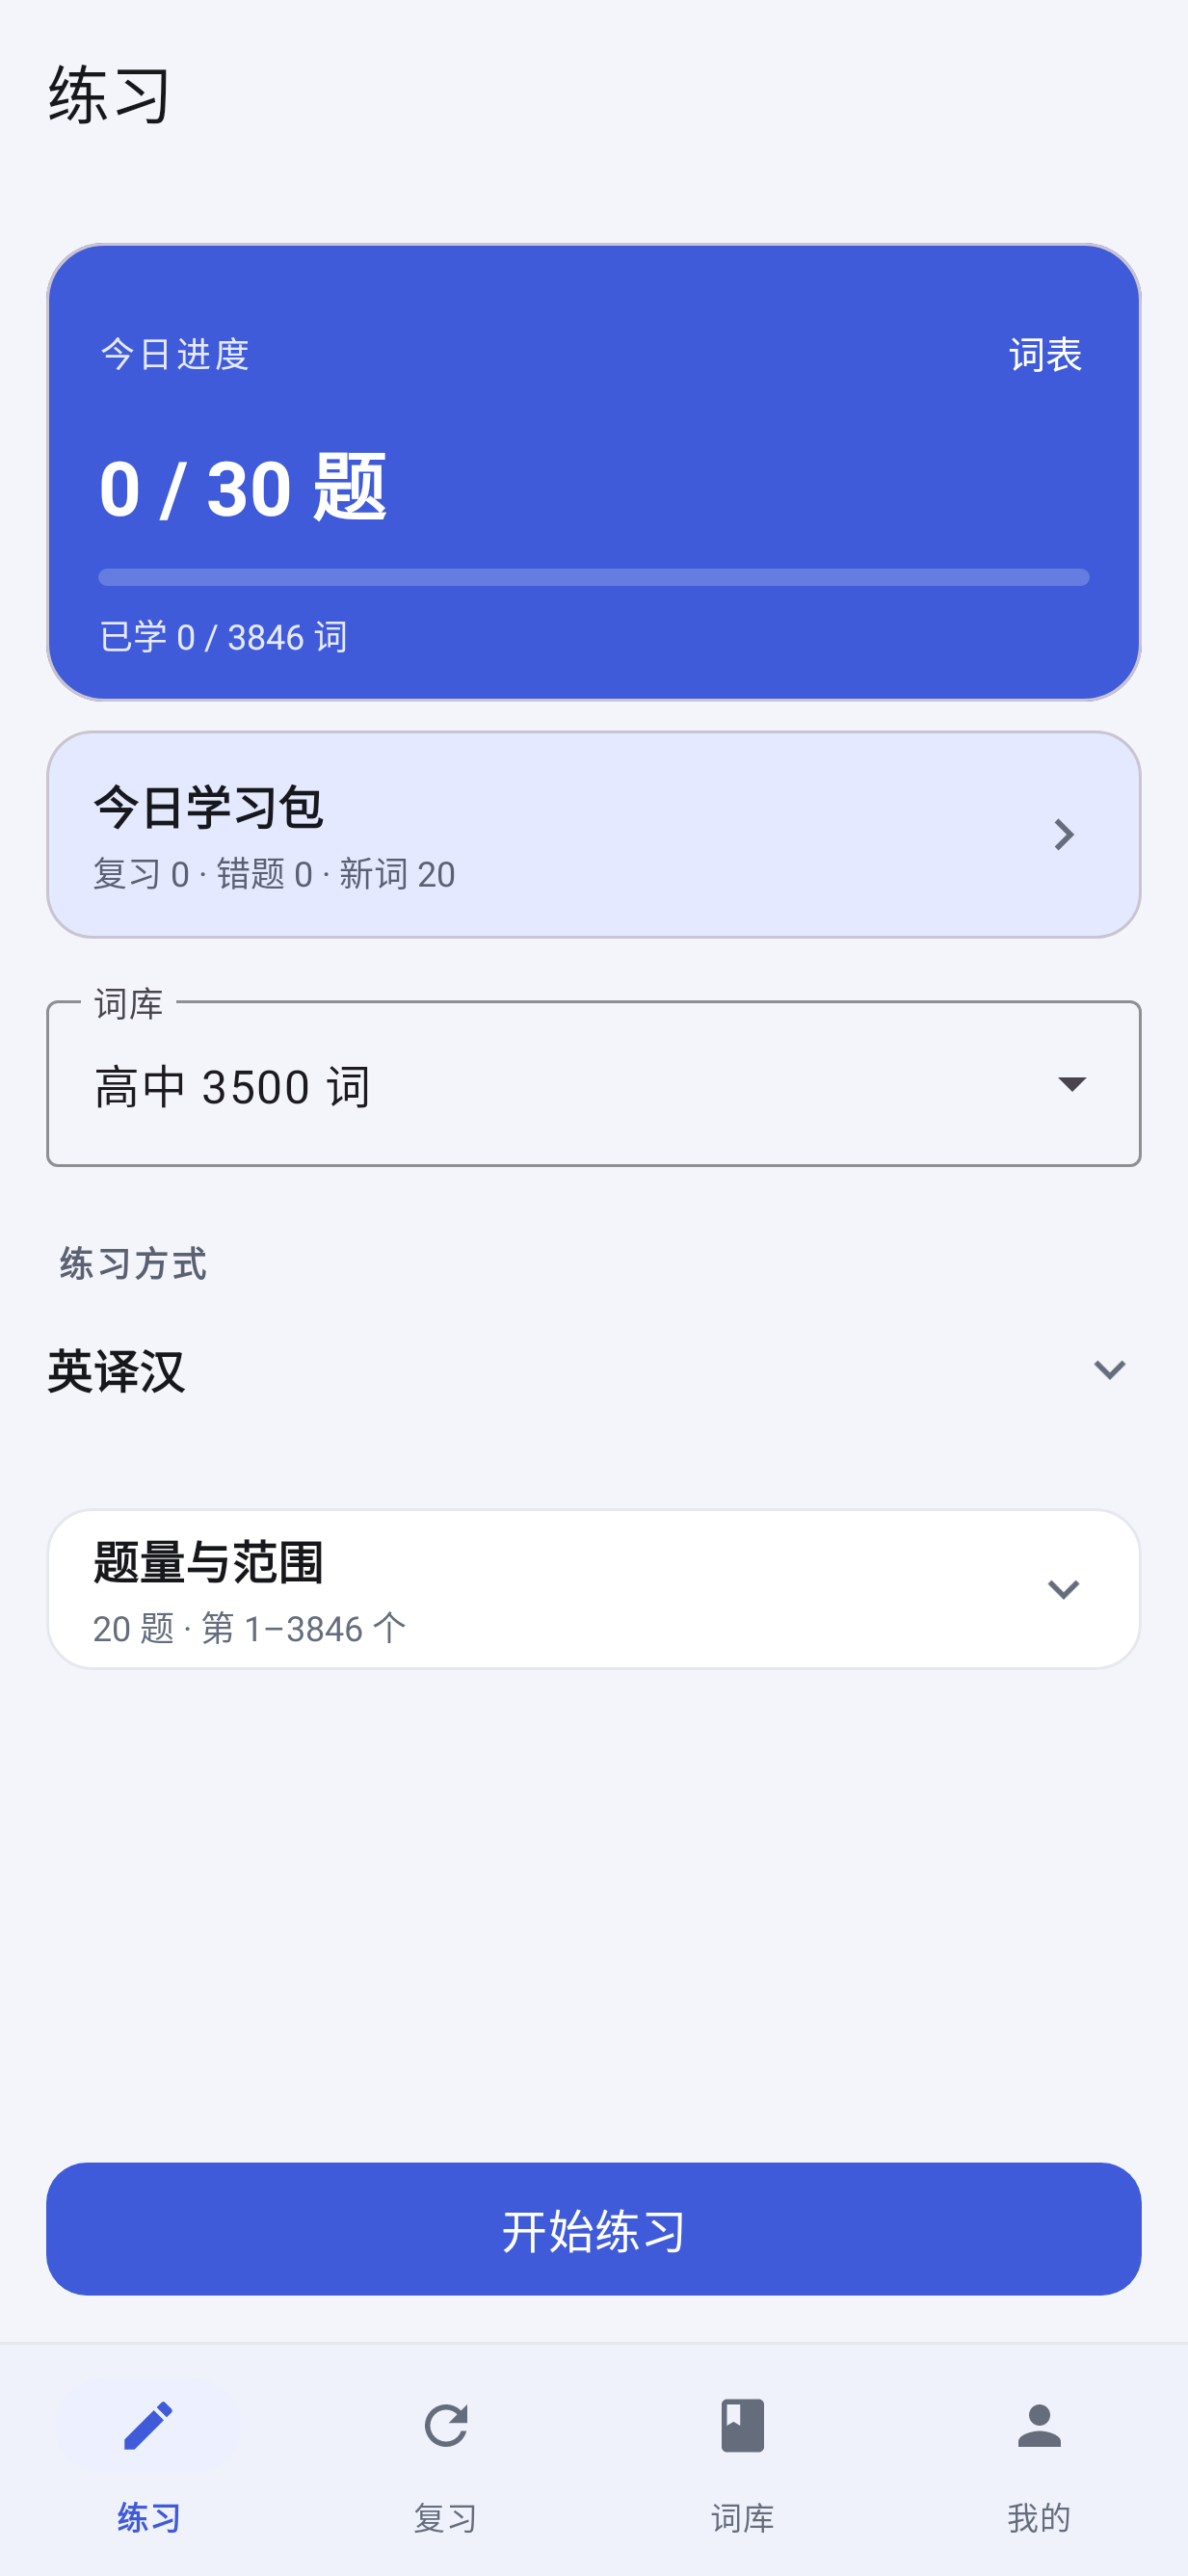 练习
今日进度
词表
0 / 30 题
已学 0 / 3846 词
今日学习包
复习 0 · 错题 0 · 新词 20
词库
高中 3500 词
练习方式
英译汉
题量与范围
20 题 · 第 1–3846 个
开始练习
练习
复习
词库
我的